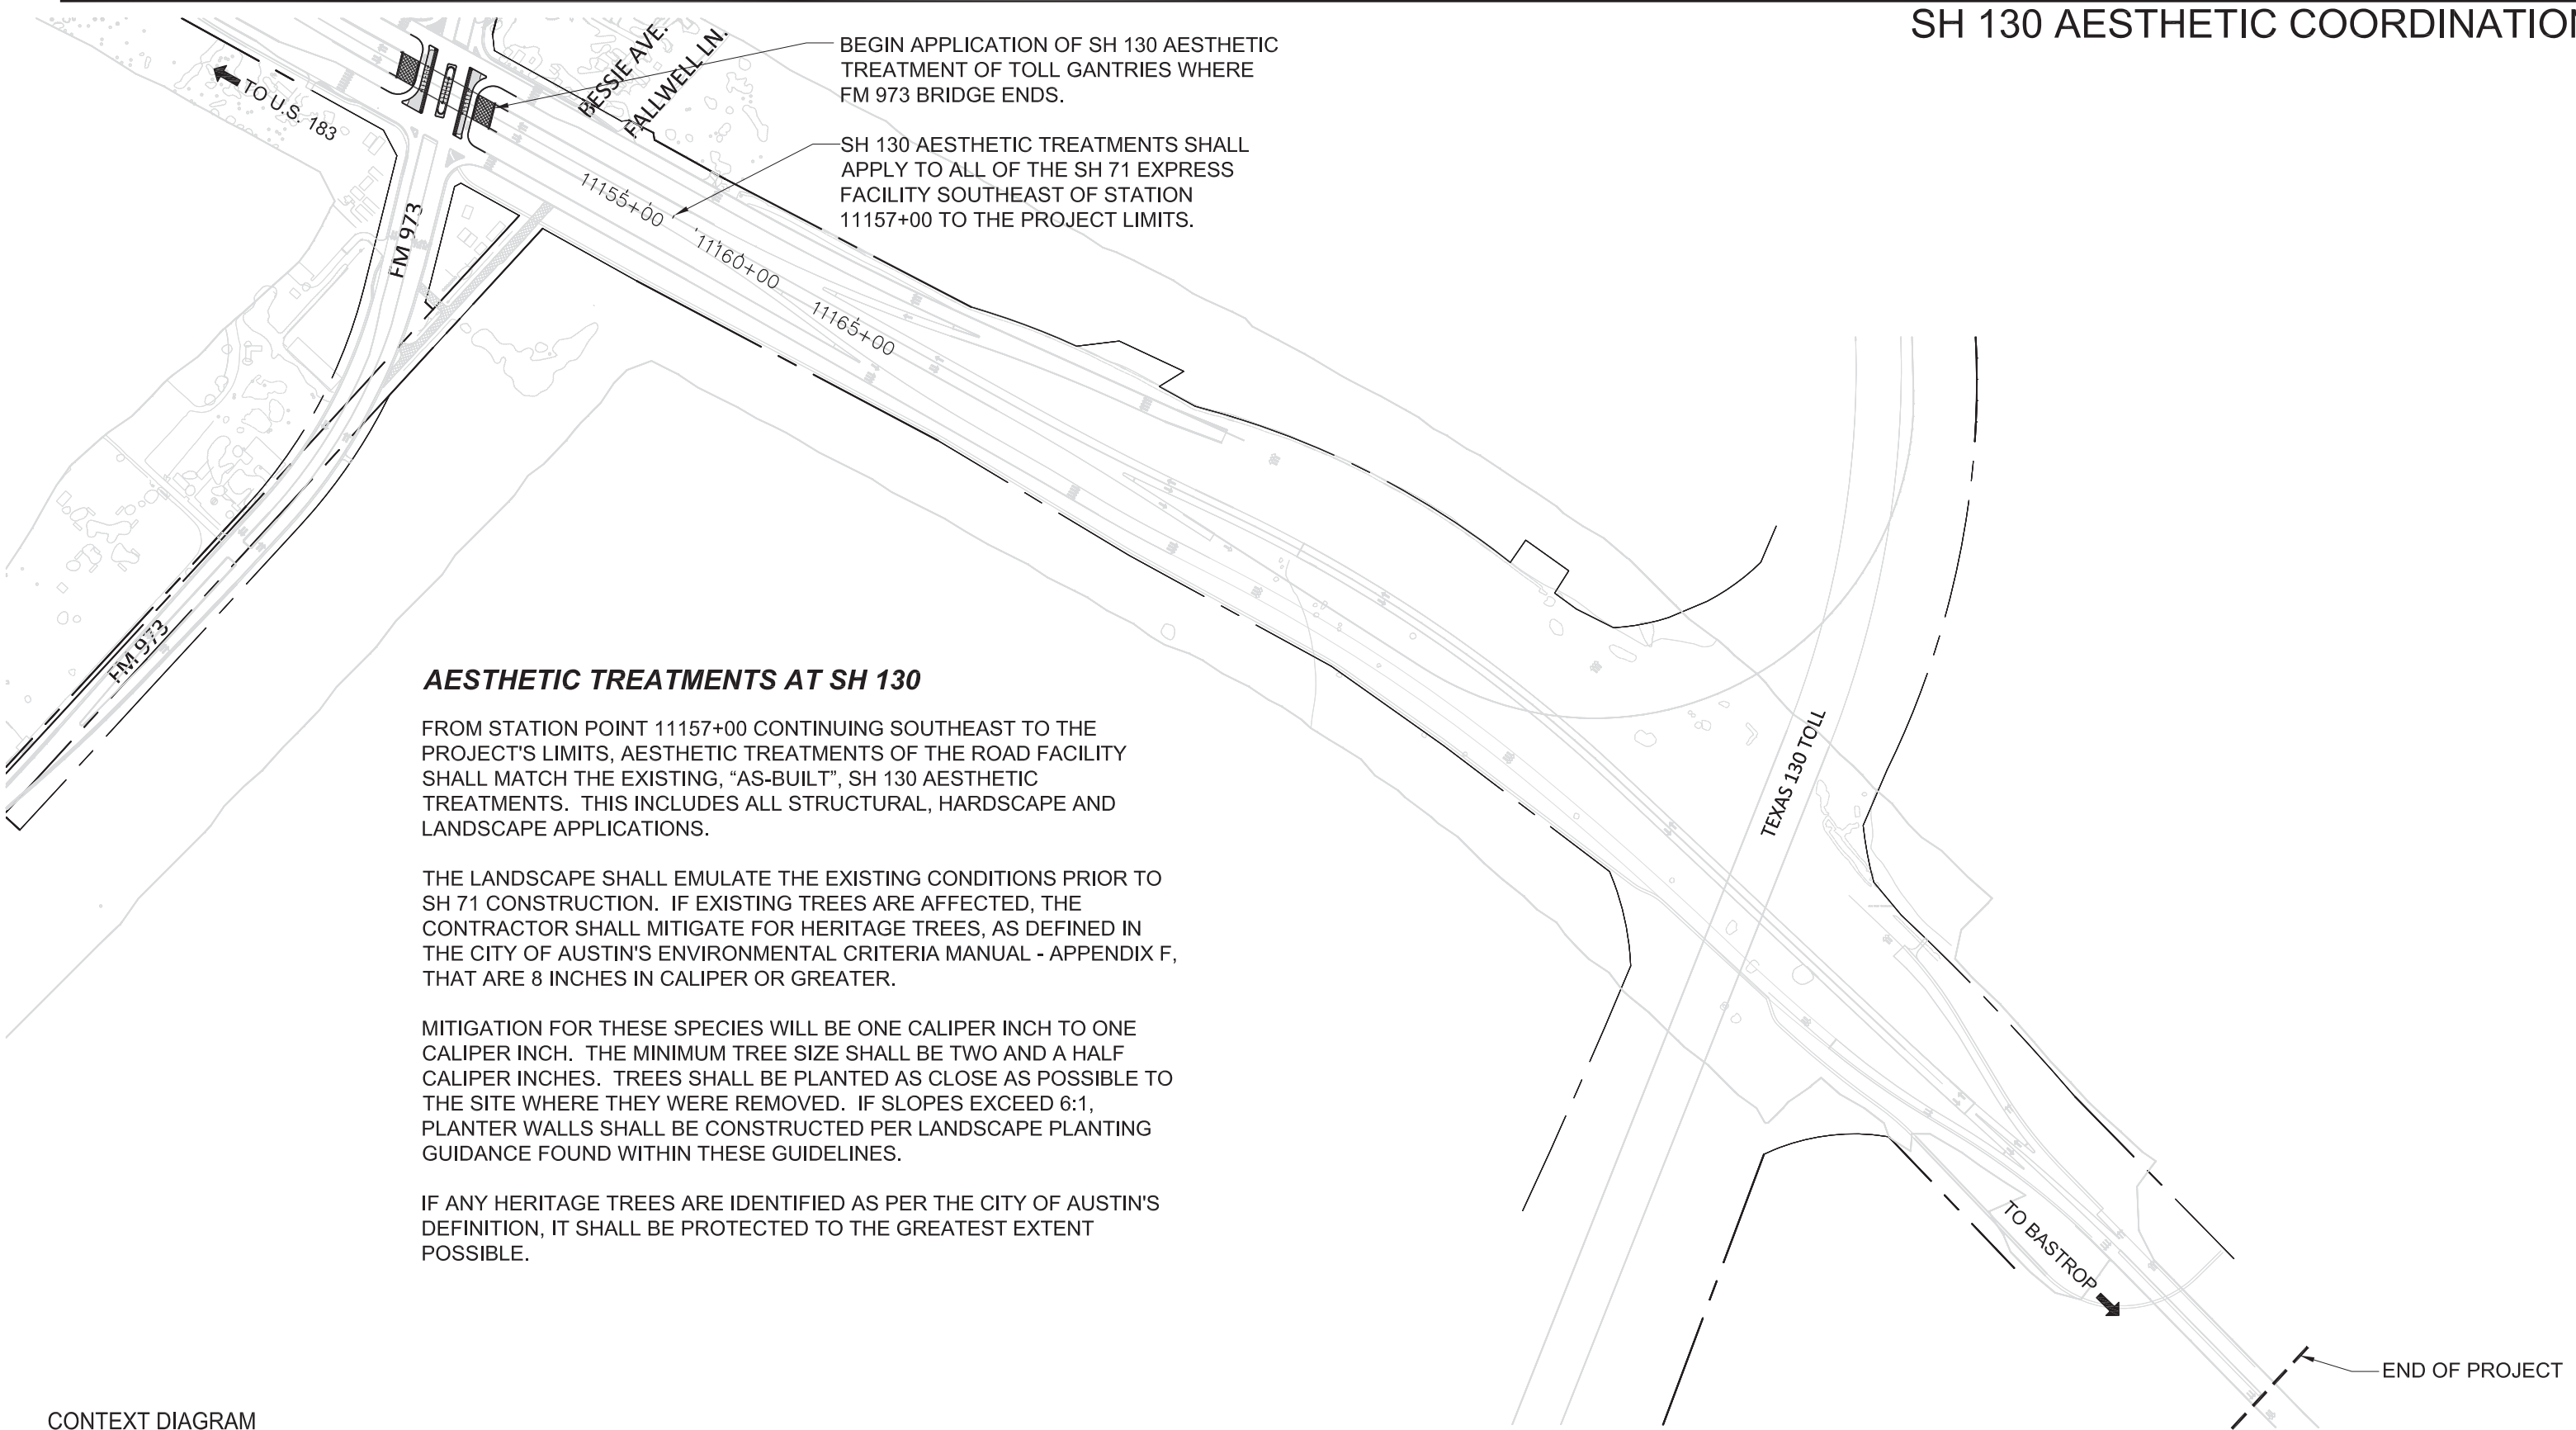 SH 130 AESTHETIC COORDINATION
BEGIN APPLICATION OF SH 130 AESTHETIC
TREATMENT OF TOLL GANTRIES WHERE
FM 973 BRIDGE ENDS.
SH 130 AESTHETIC TREATMENTS SHALL
APPLY TO ALL OF THE SH 71 EXPRESS
FACILITY SOUTHEAST OF STATION
11157+00 TO THE PROJECT LIMITS.
BESSIE AVE.
FALLWELL LN.
TO U.S. 183
FM 973
11155+00
11160+00
11165+00
FM 973
AESTHETIC TREATMENTS AT SH 130
FROM STATION POINT 11157+00 CONTINUING SOUTHEAST TO THE
PROJECT'S LIMITS, AESTHETIC TREATMENTS OF THE ROAD FACILITY
SHALL MATCH THE EXISTING, “AS-BUILT”, SH 130 AESTHETIC
TREATMENTS. THIS INCLUDES ALL STRUCTURAL, HARDSCAPE AND
LANDSCAPE APPLICATIONS.
THE LANDSCAPE SHALL EMULATE THE EXISTING CONDITIONS PRIOR TO
SH 71 CONSTRUCTION. IF EXISTING TREES ARE AFFECTED, THE
CONTRACTOR SHALL MITIGATE FOR HERITAGE TREES, AS DEFINED IN
THE CITY OF AUSTIN'S ENVIRONMENTAL CRITERIA MANUAL - APPENDIX F,
THAT ARE 8 INCHES IN CALIPER OR GREATER.
MITIGATION FOR THESE SPECIES WILL BE ONE CALIPER INCH TO ONE
CALIPER INCH. THE MINIMUM TREE SIZE SHALL BE TWO AND A HALF
CALIPER INCHES. TREES SHALL BE PLANTED AS CLOSE AS POSSIBLE TO
THE SITE WHERE THEY WERE REMOVED. IF SLOPES EXCEED 6:1,
PLANTER WALLS SHALL BE CONSTRUCTED PER LANDSCAPE PLANTING
GUIDANCE FOUND WITHIN THESE GUIDELINES.
IF ANY HERITAGE TREES ARE IDENTIFIED AS PER THE CITY OF AUSTIN'S
DEFINITION, IT SHALL BE PROTECTED TO THE GREATEST EXTENT
POSSIBLE.
TEXAS 130 TOLL
TO BASTROP
END OF PROJECT
CONTEXT DIAGRAM